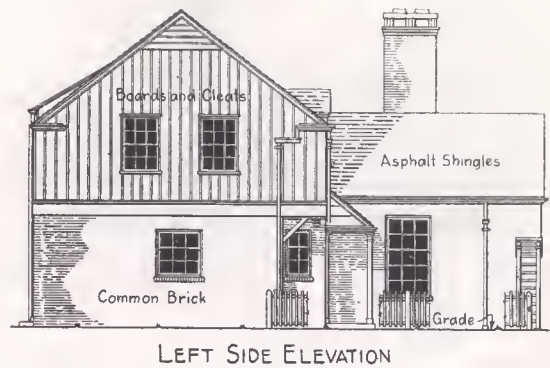 Boards and Cleats
Asphalt Shingles
Common Brick
Grade
LEFT SIDE ELEVATION